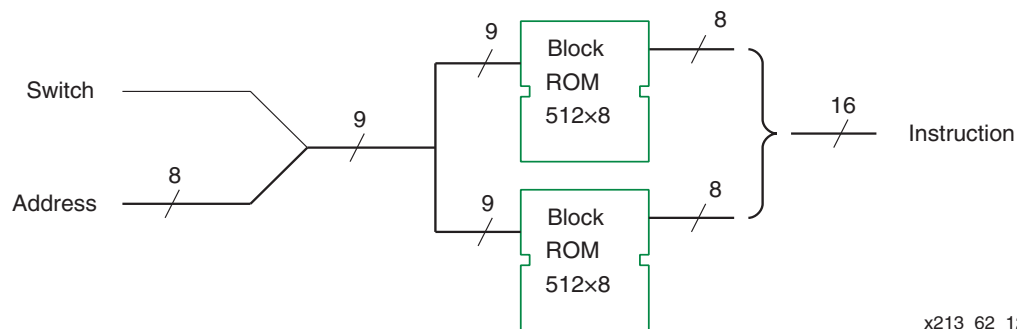 9
8
Block
ROM
512×8
Switch
9
16
Instruction
8
Address
9
8
Block
ROM
512×8